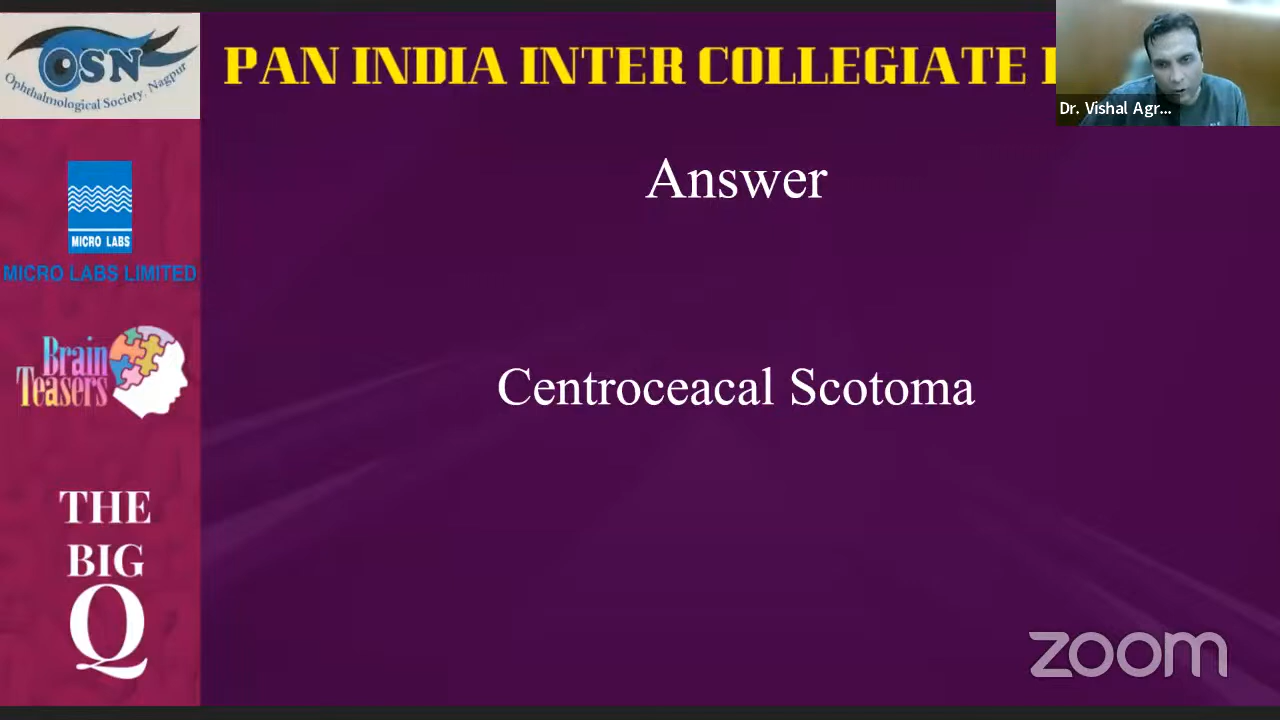 OSN
Ophthalmological Society, Nagpur
PAN INDIA INTER COLLEGIATE
Dr. Vishal Agr...
Answer
MICRO LABS
MICRO LABS LIMITED
Brain
Teasers
Centroceacal Scotoma
THE
BIG
Q
zoom